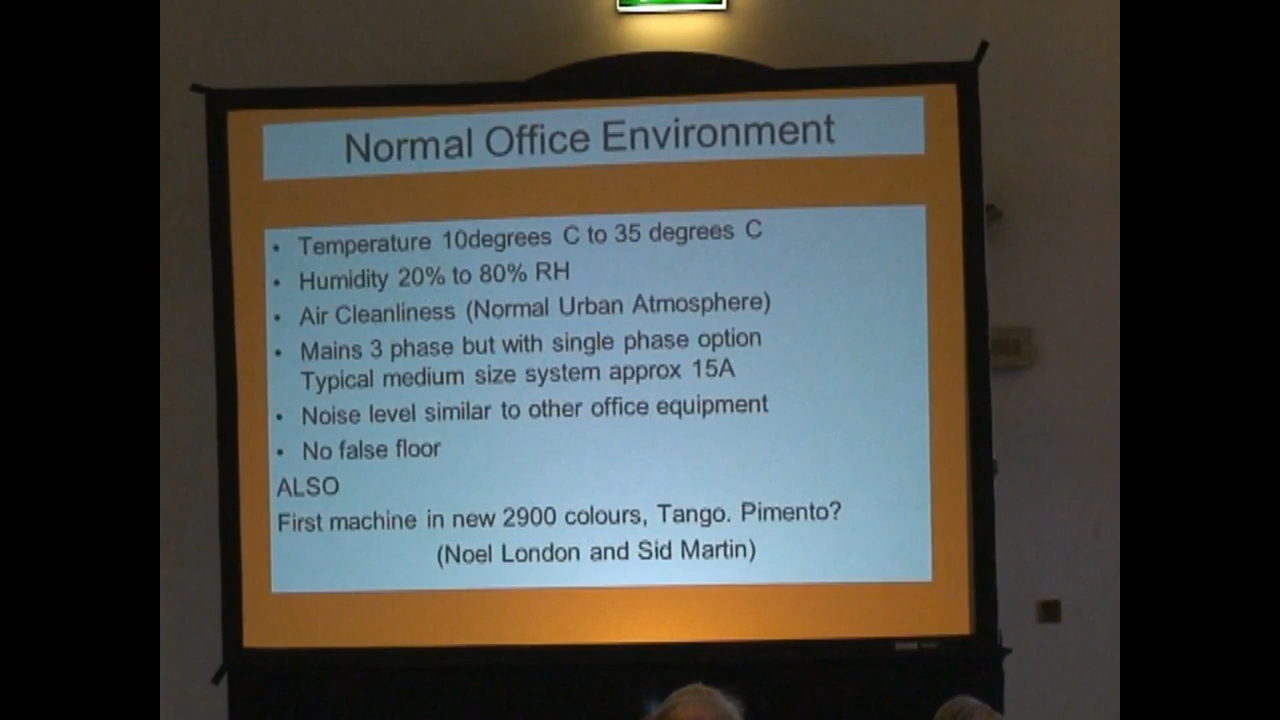 Normal Office Environment
• Temperature 10degrees C to 35 degrees C
• Humidity 20% to 80% RH
• Air Cleanliness (Normal Urban Atmosphere)
• Mains 3 phase but with single phase option
Typical medium size system approx 15A
• Noise level similar to other office equipment
• No false floor
ALSO
First machine in new 2900 colours, Tango. Pimento?
(Noel London and Sid Martin)